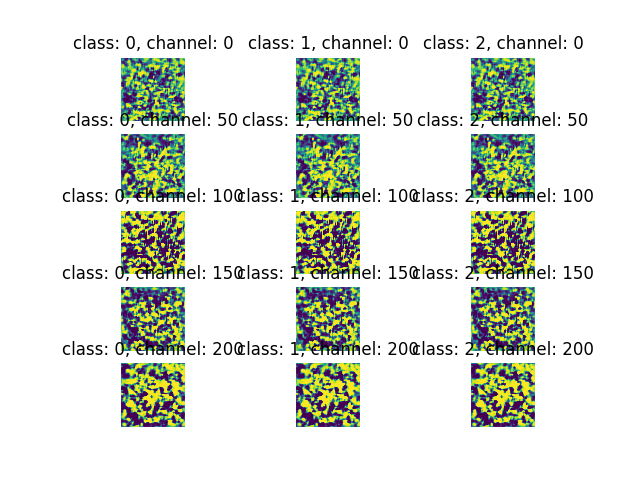 class: 0, channel: 0 class: 1, channel: 0 class: 2, channel: 0
class: 0, channel: 50 class: 1, channel: 50 class: 2, channel: 50
class: 0, channel: 100 class: 1, channel: 100 class: 2, channel: 100
class: 0, channel: 150 class: 1, channel: 150 class: 2, channel: 150
class: 0, channel: 200 class: 1, channel: 200 class: 2, channel: 200